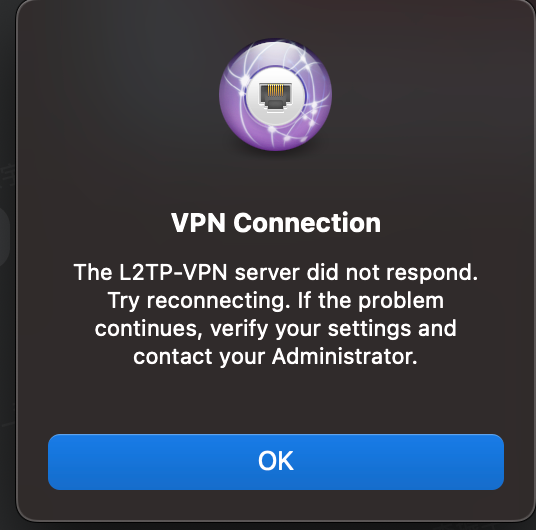 VPN Connection
The L2TP-VPN server did not respond.
Try reconnecting. If the problem
continues, verify your settings and
contact your Administrator.
OK